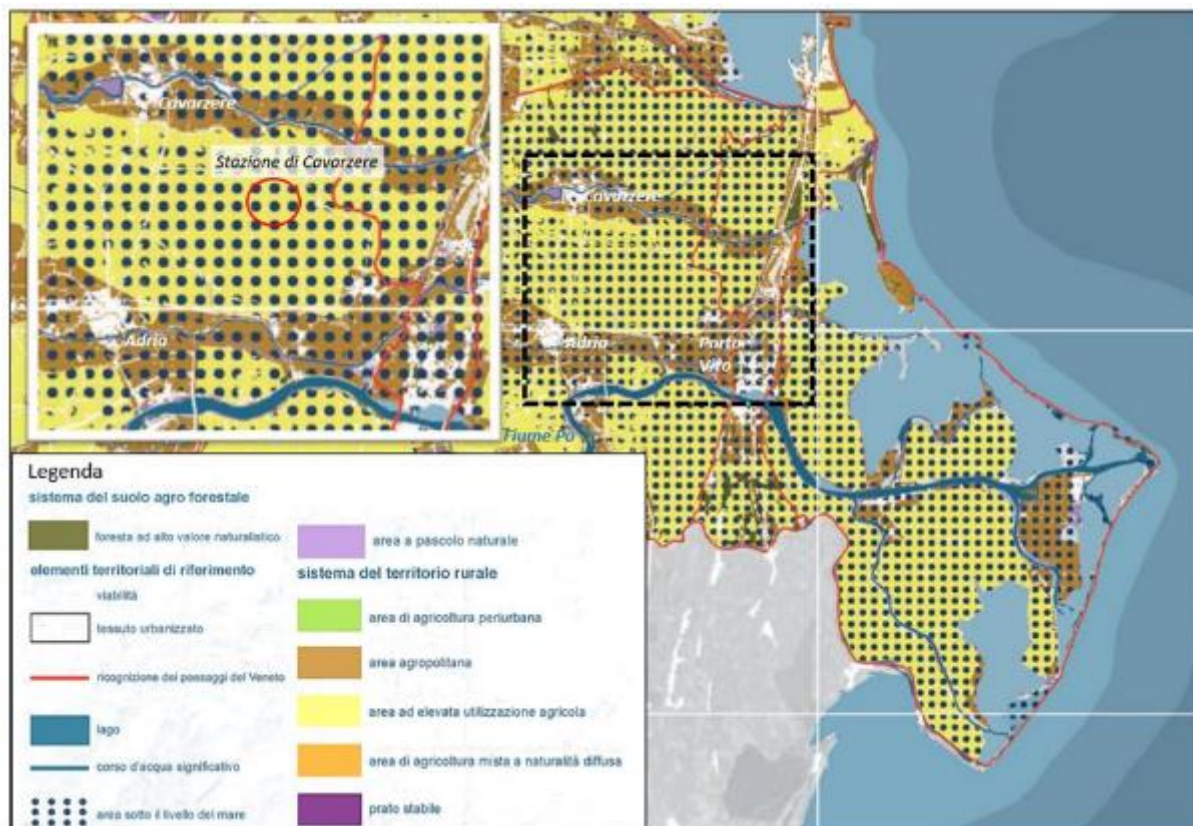 Cavarzere
Stazione di Cavarzere
Adria
Cavarzere
Adria
Porto
Viro
Fiume Po
Legenda
sistema del suolo agro forestale
foresta ad alto valore naturalistico
elementi territoriali di riferimento
viabilità
tessuto urbanizzato
ricognizione dei paesaggi del Veneto
lago
corso d'acqua significativo
area sotto il livello del mare
area a pascolo naturale
sistema del territorio rurale
area di agricoltura periurbana
area agropolitana
area ad elevata utilizzazione agricola
area di agricoltura mista a naturalità diffusa
prato stabile